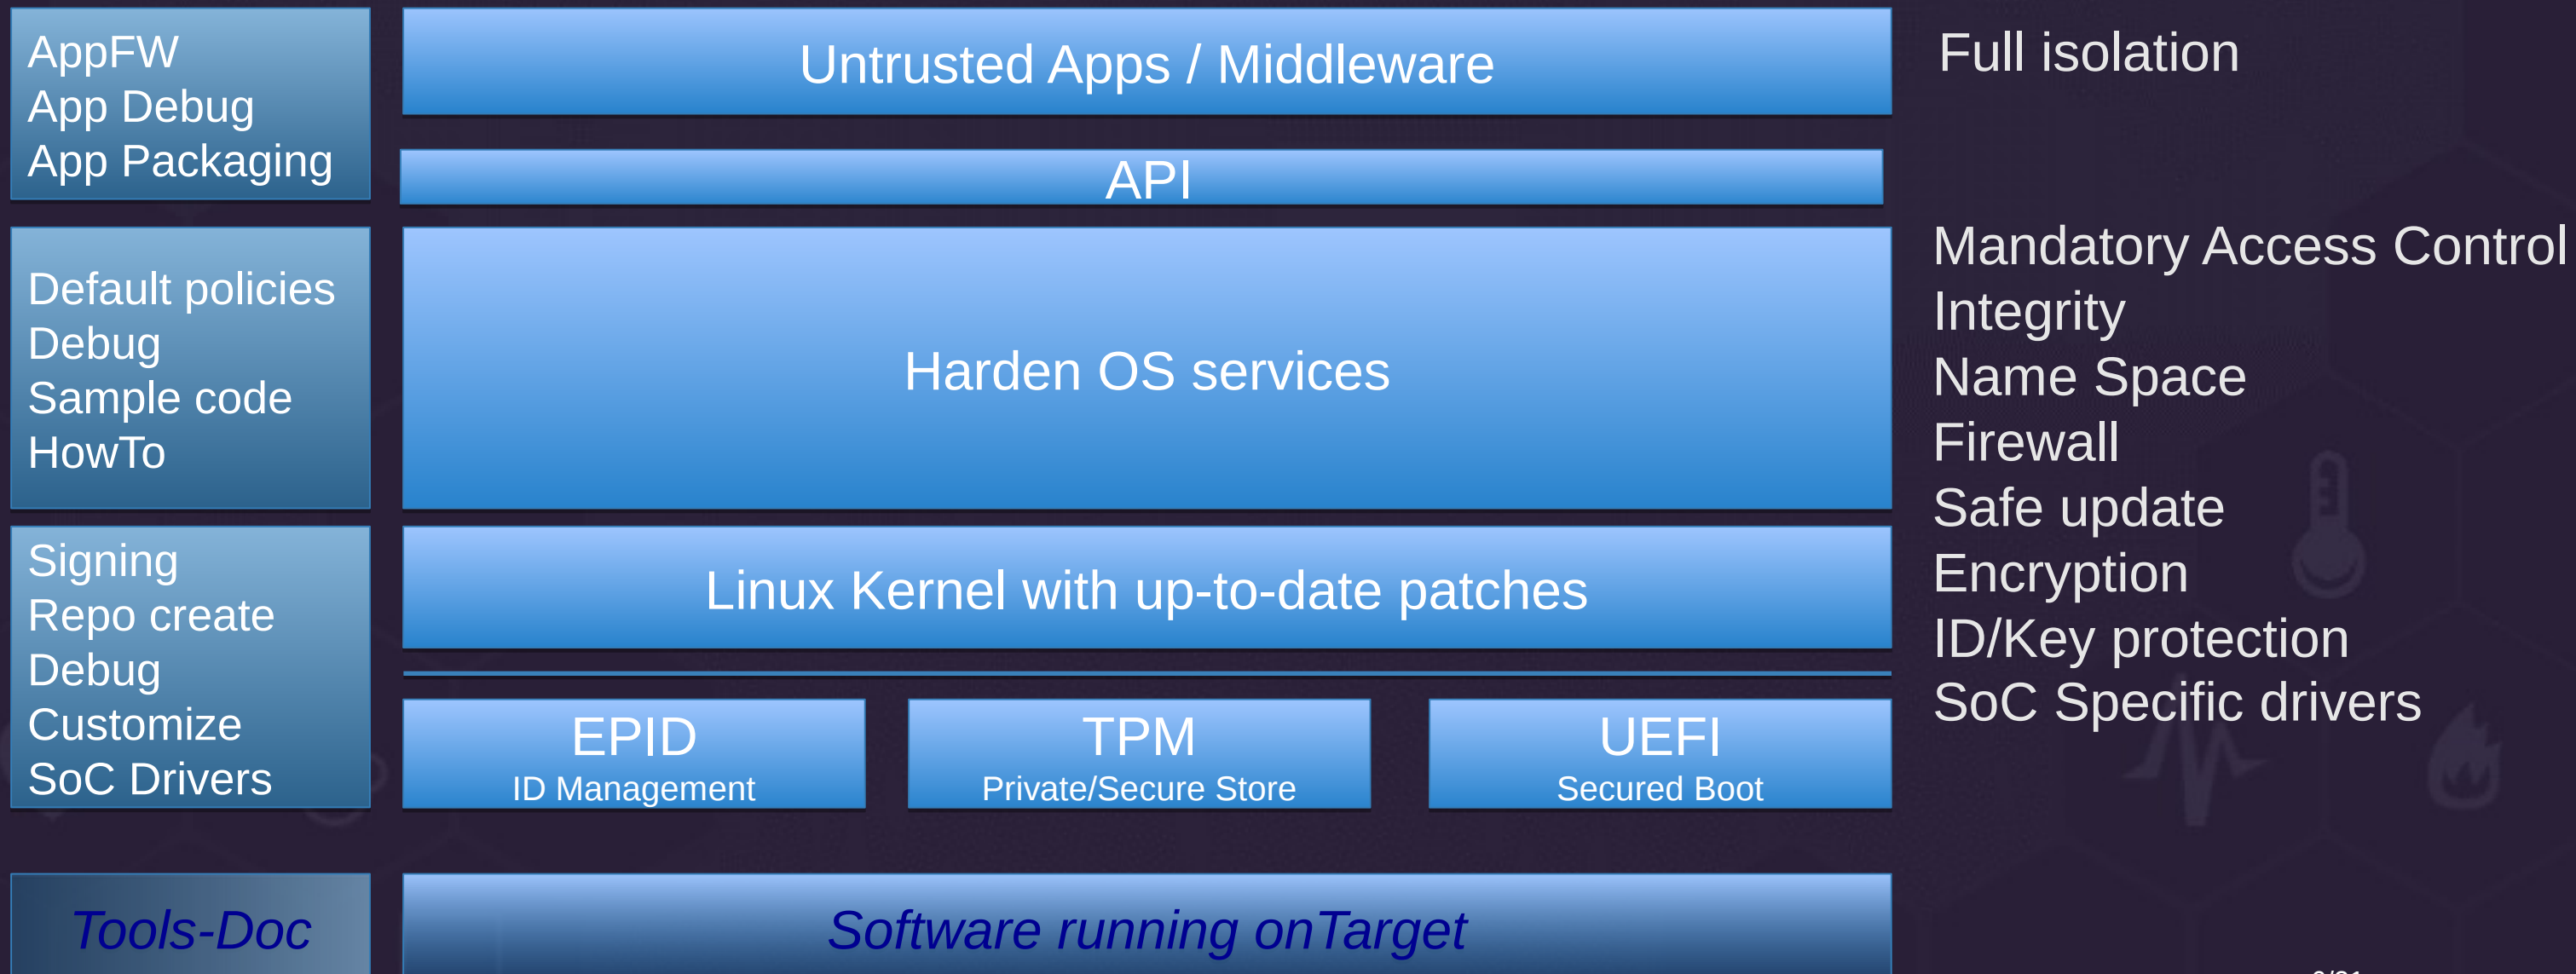 AppFW
App Debug
App Packaging
Untrusted Apps / Middleware
Full isolation
API
Default policies
Debug
Sample code
HowTo
Harden OS services
Mandatory Access Control
Integrity
Name Space
Firewall
Safe update
Encryption
ID/Key protection
SoC Specific drivers
Signing
Repo create
Debug
Customize
SoC Drivers
Linux Kernel with up-to-date patches
EPID
ID Management
TPM
Private/Secure Store
UEFI
Secured Boot
Tools-Doc
Software running onTarget